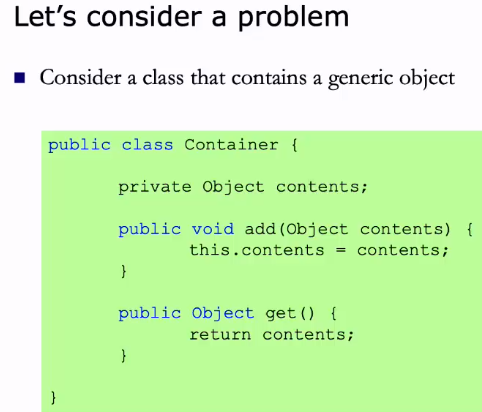 Let's consider a problem
Consider a class that contains a generic object
public class Container {
private Object contents;
public void add(Object contents) {
this.contents = contents;
}
public Object get() {
return contents;
}
}